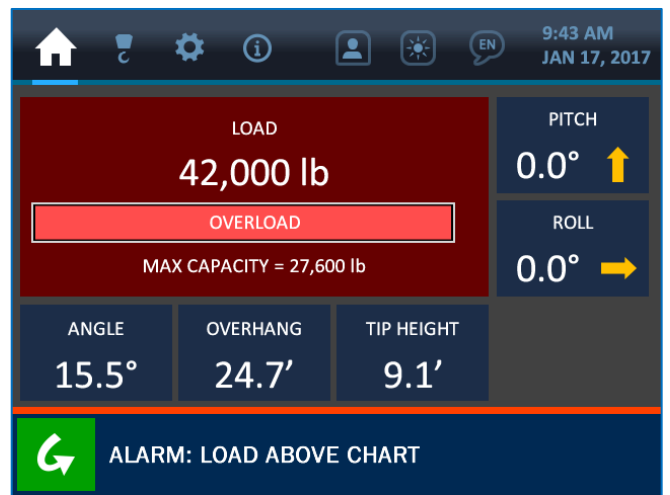 EN
9:43 AM
JAN 17, 2017
LOAD
42,000 lb
OVERLOAD
MAX CAPACITY = 27,600 lb
PITCH
0.0°
ROLL
0.0°
ANGLE
15.5°
OVERHANG
24.7’
TIP HEIGHT
9.1’
ALARM: LOAD ABOVE CHART